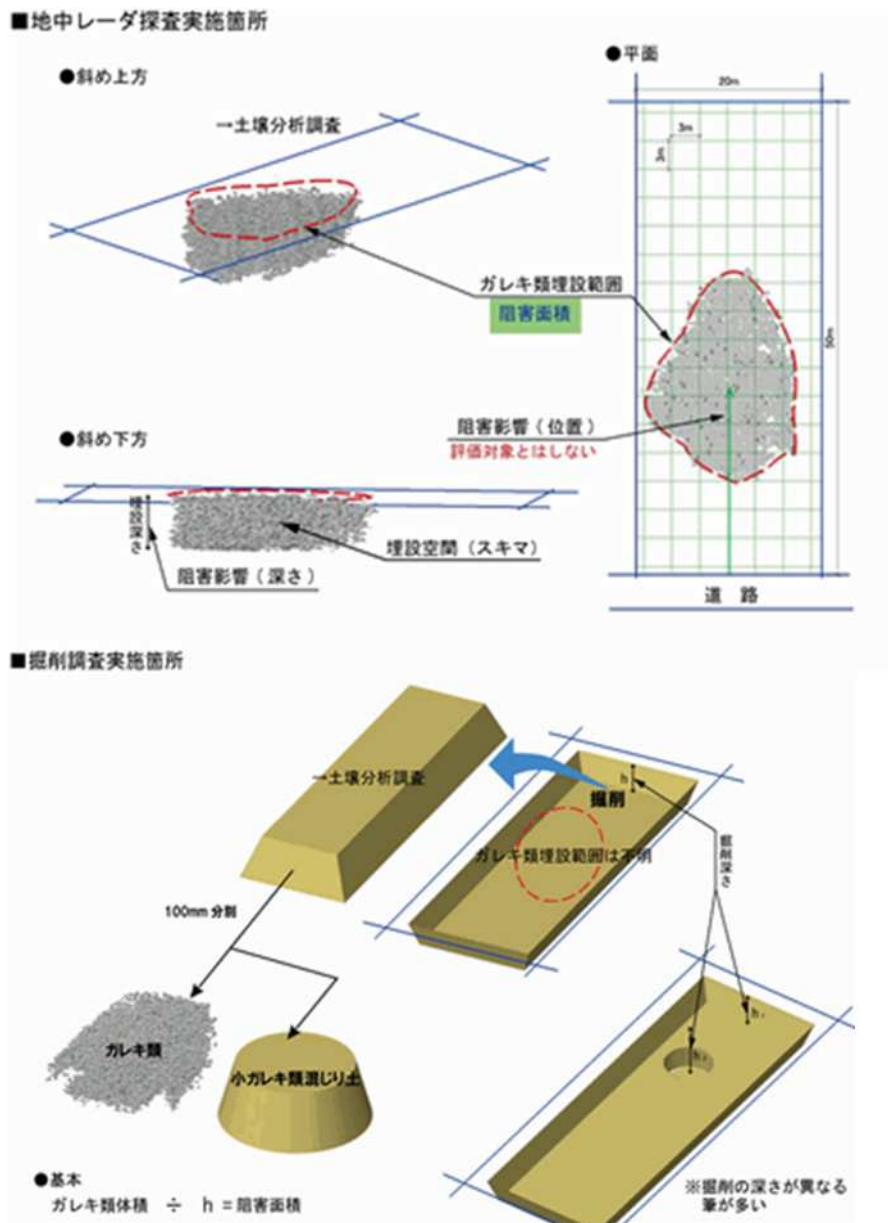 ■地中レーダ探査実施箇所
●斜め上方
→土壌分析調査
●平面
20m
3m
3m
50m
ガレキ類埋設範囲
阻害面積
阻害影響(位置)
評価対象とはしない
道 路
●斜め下方
埋設深さ
埋設空間(スキマ)
阻害影響(深さ)
■掘削調査実施箇所
→土壌分析調査
掘削
h
ガレキ類埋設範囲は不明
掘削深さ
100mm 分別
ガレキ類
小ガレキ類混じり土
●基本
ガレキ類体積 ÷ h = 阻害面積
※掘削の深さが異なる
筆が多い